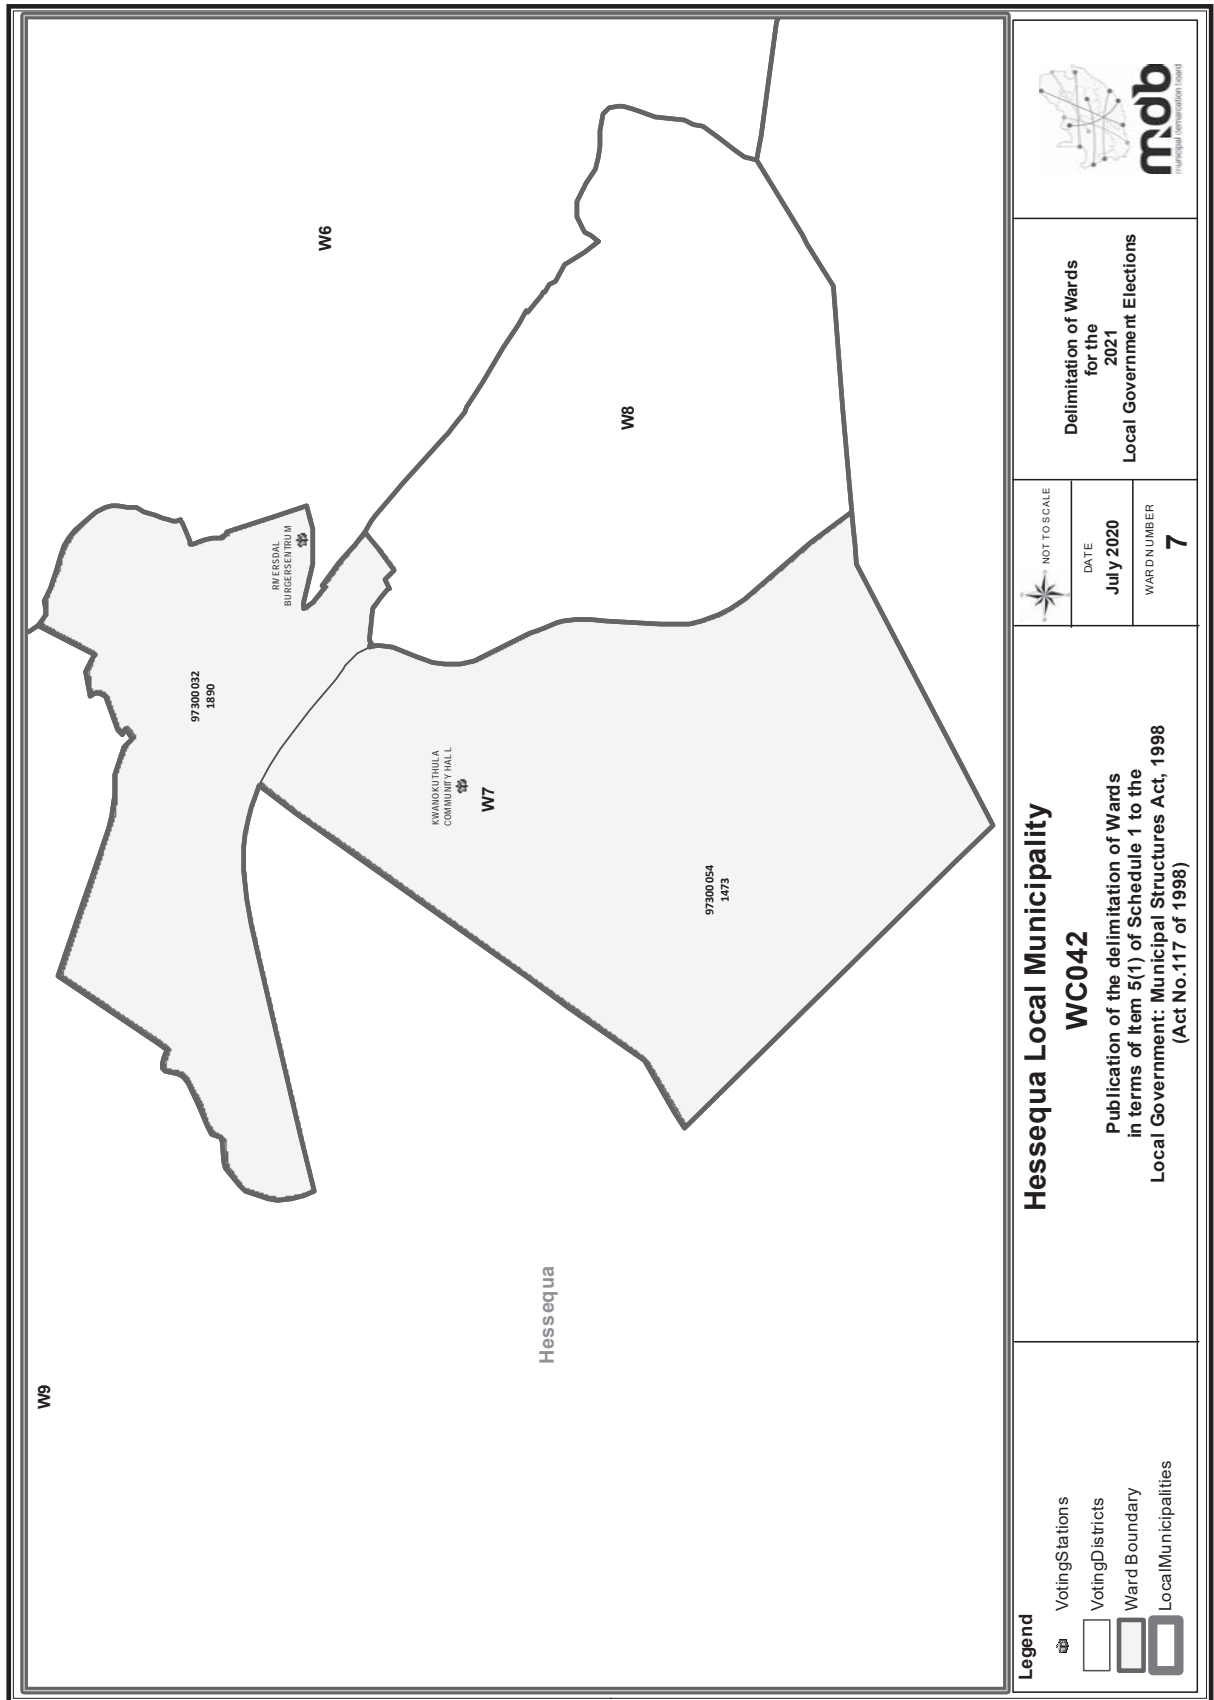 W9
W6
RIVERSDAL
BURGERSENTRUM
97300032
1890
KWANOKUTHULA
COMMUNITY HALL
W7
W8
97300054
1473
Hessequa
Legend
VotingStations
VotingDistricts
Ward Boundary
LocalMunicipalities
Hessequa Local Municipality
WC042
Publication of the delimitation of Wards
in terms of Item 5(1) of Schedule 1 to the
Local Government: Municipal Structures Act, 1998
(Act No.117 of 1998)
NOT TO SCALE
DATE
July 2020
WARD NUMBER
7
Delimitation of Wards
for the
2021
Local Government Elections
mdb
municipal demarcation board